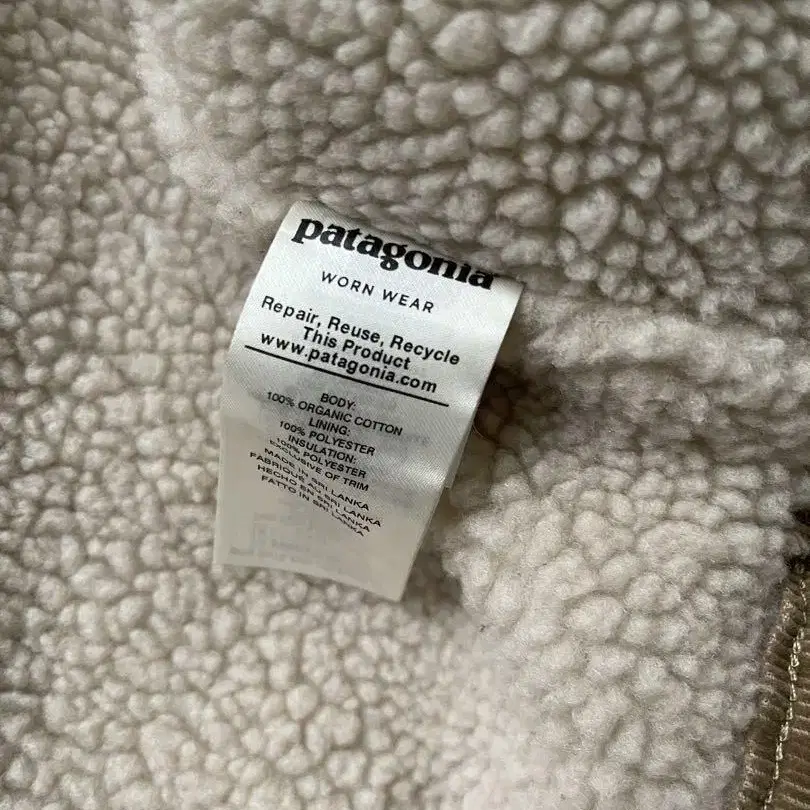 patagonia
WORN WEAR
Repair, Reuse, Recycle
This Product
www.patagonia.com
BODY:
100% ORGANIC COTTON
LINING:
100% POLYESTER
INSULATION:
100% POLYESTER
EXCLUSIVE OF TRIM
MADE IN SRI LANKA
FABRIQUE AU SRI LANKA
HECHO EN SRI LANKA
FATTO IN SRI LANKA